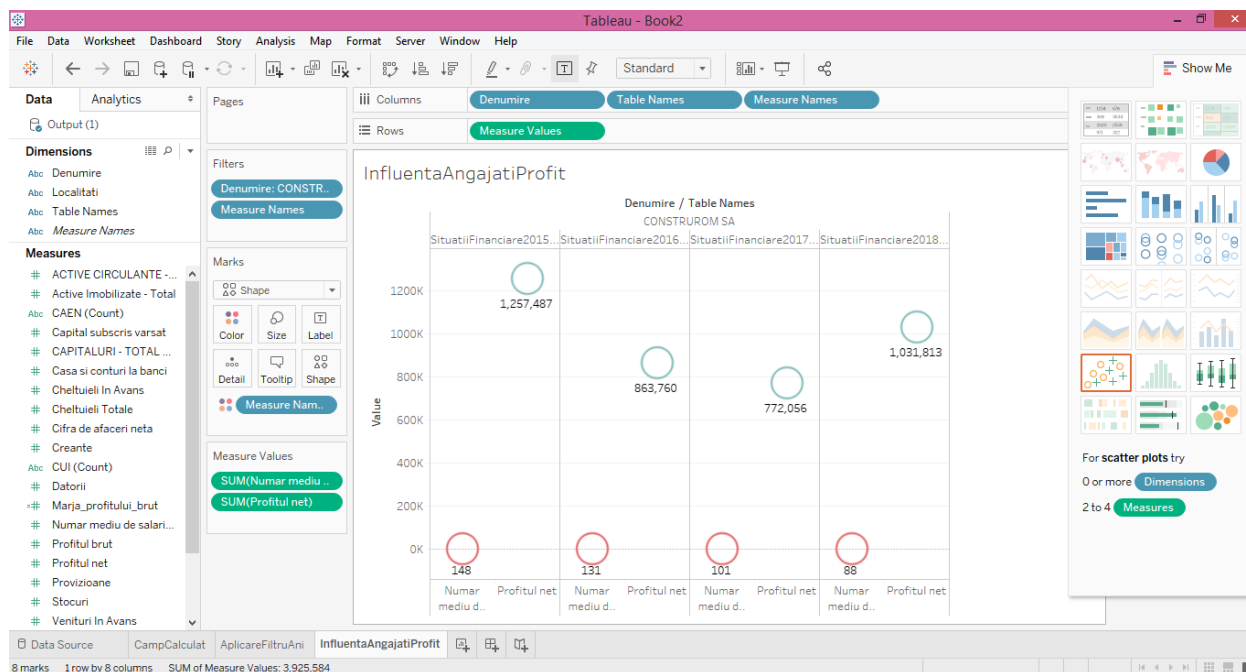 Tableau - Book2
File Data Worksheet Dashboard Story Analysis Map Format Server Window Help
Standard
Show Me
Data Analytics
Output (1)
Dimensions
Abc Denumire
Abc Localitati
Abc Table Names
Abc Measure Names
Measures
# ACTIVE CIRCULANTE -...
# Active Imobilizate - Total
Abc CAEN (Count)
# Capital subscris varsat
# CAPITALURI - TOTAL ...
# Casa si conturi la banci
# Cheltuieli In Avans
# Cheltuieli Totale
# Cifra de afaceri neta
# Creante
Abc CUI (Count)
# Datorii
=# Marja_profitului_brut
# Numar mediu de salari...
# Profitul brut
# Profitul net
# Provizioane
# Stocuri
# Venituri In Avans
Pages
Filters
Denumire: CONSTR..
Measure Names
Marks
Shape
Color Size Label
Detail Tooltip Shape
Measure Nam..
Measure Values
SUM(Numar mediu ..
SUM(Profitul net)
Columns Denumire Table Names Measure Names
Rows Measure Values
InfluentaAngajatiProfit
Denumire / Table Names
CONSTRUROM SA
SituatiiFinanciare2015... SituatiiFinanciare2016... SituatiiFinanciare2017... SituatiiFinanciare2018...
Value
1200K
1000K
800K
600K
400K
200K
0K
1,257,487
863,760
772,056
1,031,813
148 131 101 88
Numar mediu d.. Profitul net Numar mediu d.. Profitul net Numar mediu d.. Profitul net Numar mediu d.. Profitul net
For scatter plots try
0 or more Dimensions
2 to 4 Measures
Data Source CampCalculat AplicareFiltruAni InfluentaAngajatiProfit
8 marks 1 row by 8 columns SUM of Measure Values: 3,925,584